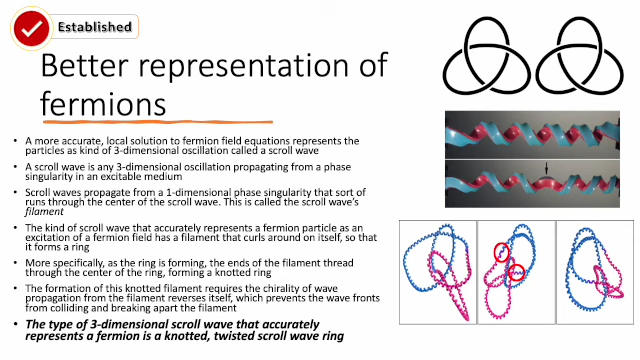 Established
Better representation of
fermions
• A more accurate, local solution to fermion field equations represents the
particles as kind of 3-dimensional oscillation called a scroll wave
• A scroll wave is any 3-dimensional oscillation propagating from a phase
singularity in an excitable medium
• Scroll waves propagate from a 1-dimensional phase singularity that sort of
runs through the center of the scroll wave. This is called the scroll wave's
filament
• The kind of scroll wave that accurately represents a fermion particle as an
excitation of a fermion field has a filament that curls around on itself, so that
it forms a ring
• More specifically, as the ring is forming, the ends of the filament thread
through the center of the ring, forming a knotted ring
• The formation of this knotted filament requires the chirality of wave
propagation from the filament reverses itself, which prevents the wave fronts
from colliding and breaking apart the filament
• The type of 3-dimensional scroll wave that accurately
represents a fermion is a knotted, twisted scroll wave ring